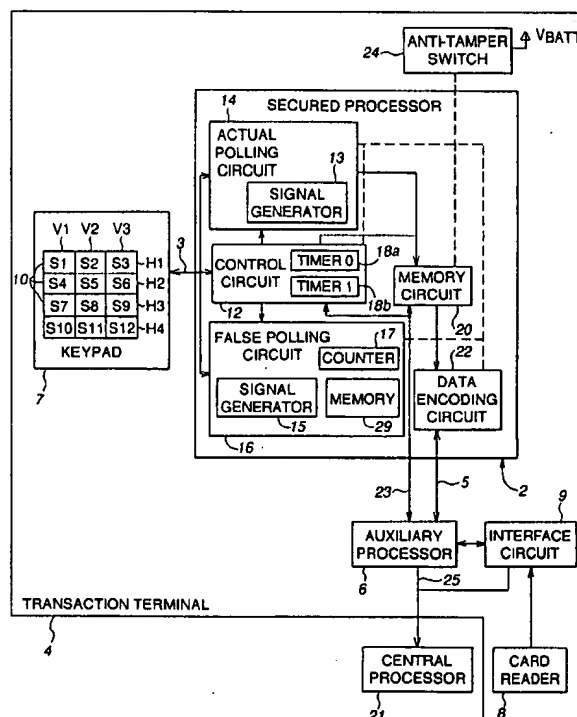 ANTI-TAMPER
SWITCH
VBATT
24
SECURED PROCESSOR
14
ACTUAL
POLLING
CIRCUIT
13
SIGNAL
GENERATOR
V1 V2 V3
3
10
S1 S2 S3 H1
S4 S5 S6 H2
S7 S8 S9 H3
S10 S11 S12 H4
KEYPAD
7
CONTROL
CIRCUIT
TIMER 0
18a
TIMER 1
18b
12
MEMORY
CIRCUIT
20
FALSE POLLING
CIRCUIT
17
COUNTER
SIGNAL
GENERATOR
15
MEMORY
29
16
22
DATA
ENCODING
CIRCUIT
23
5
2
9
AUXILIARY
PROCESSOR
6
25
INTERFACE
CIRCUIT
TRANSACTION TERMINAL
4
CENTRAL
PROCESSOR
21
CARD
READER
8